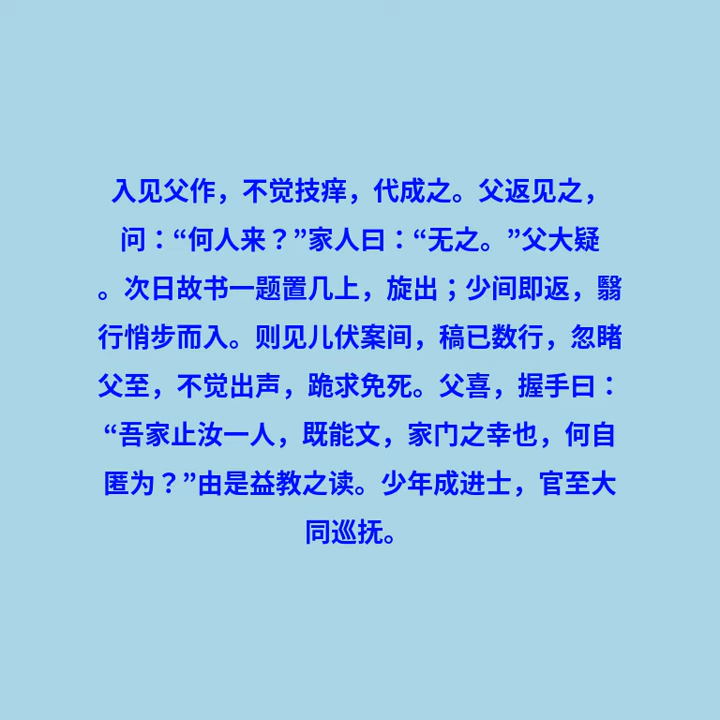 入见父作，不觉技痒，代成之。父返见之，
问：“何人来？”家人曰：“无之。”父大疑
。次日故书一题置几上，旋出；少间即返，翳
行悄步而入。则见儿伏案间，稿已数行，忽睹
父至，不觉出声，跪求免死。父喜，握手曰：
“吾家止汝一人，既能文，家门之幸也，何自
匿为？”由是益教之读。少年成进士，官至大
同巡抚。